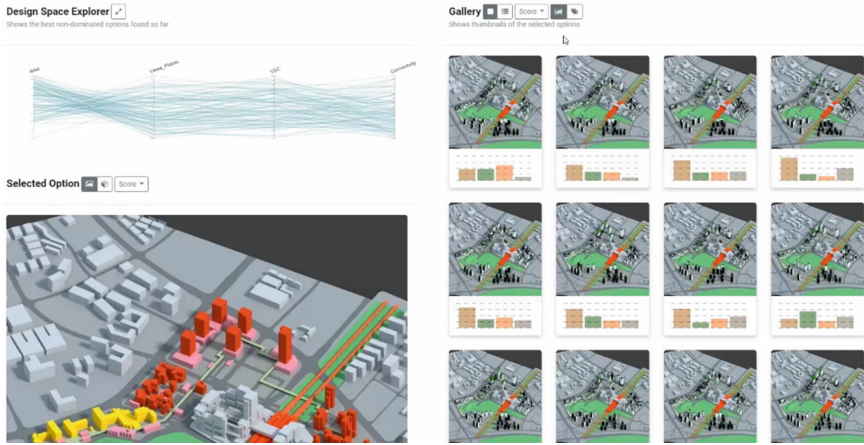 Design Space Explorer
Shows the best non-dominated options found so far
Area
Views_Plazas
VSC
Connectivity
Selected Option
Score
Gallery
Score
Shows thumbnails of the selected options